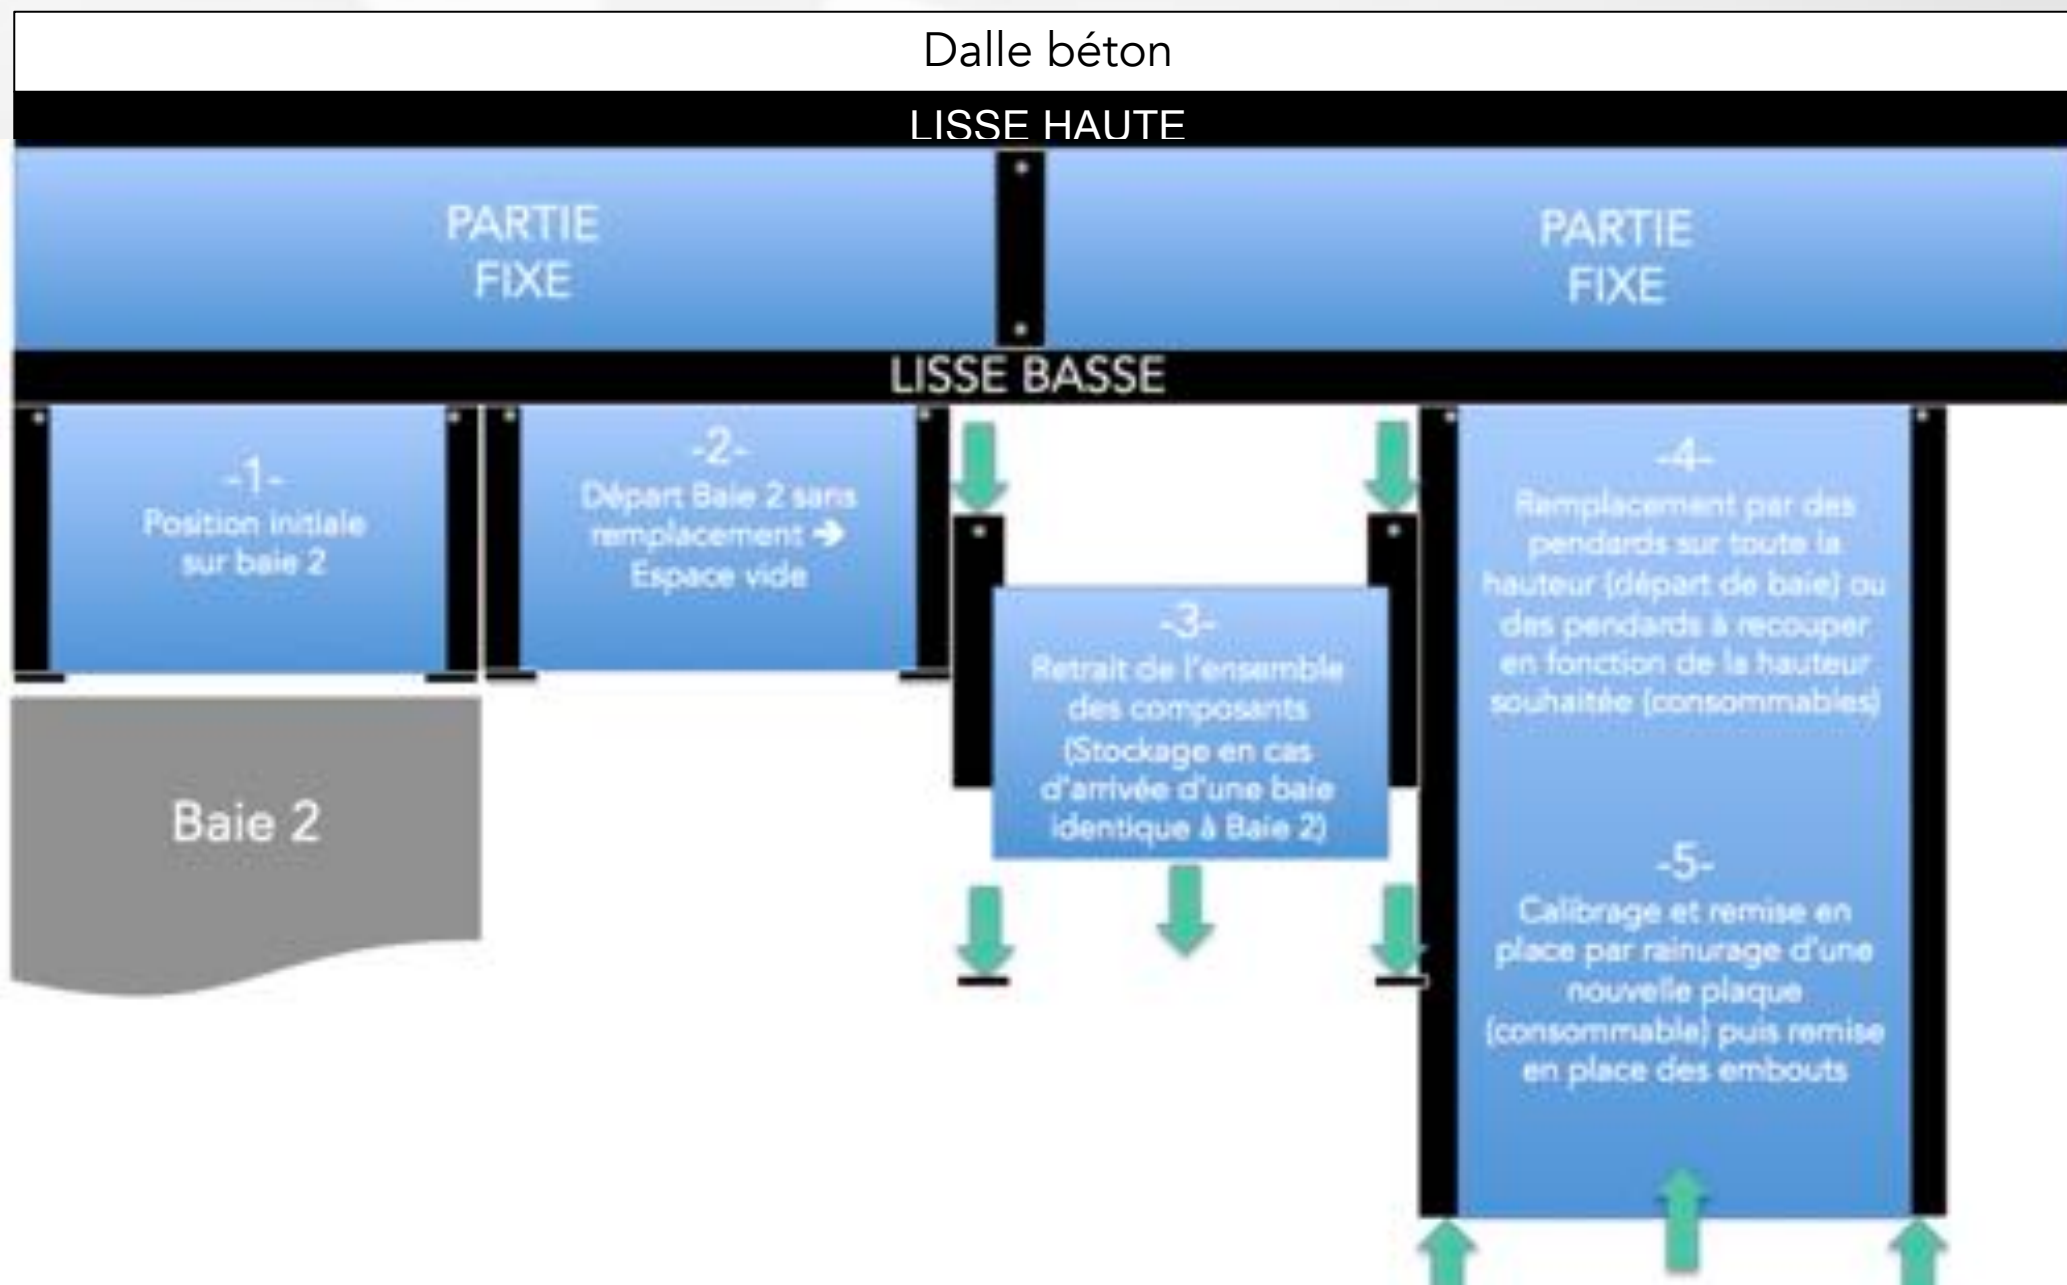 Dalle béton
LISSE HAUTE
PARTIE
FIXE
PARTIE
FIXE
LISSE BASSE
-1-
Position initiale
sur baie 2
-2-
Départ Baie 2 sans
remplacement ➔
Espace vide
-3-
Retrait de l'ensemble
des composants
(Stockage en cas
d'arrivée d'une baie
identique à Baie 2)
-4-
Remplacement par des
pendards sur toute la
hauteur (départ de baie) ou
des pendards à recouper
en fonction de la hauteur
souhaitée (consommables)
-5-
Calibrage et remise en
place par rainurage d'une
nouvelle plaque
(consommable) puis remise
en place des embouts
Baie 2